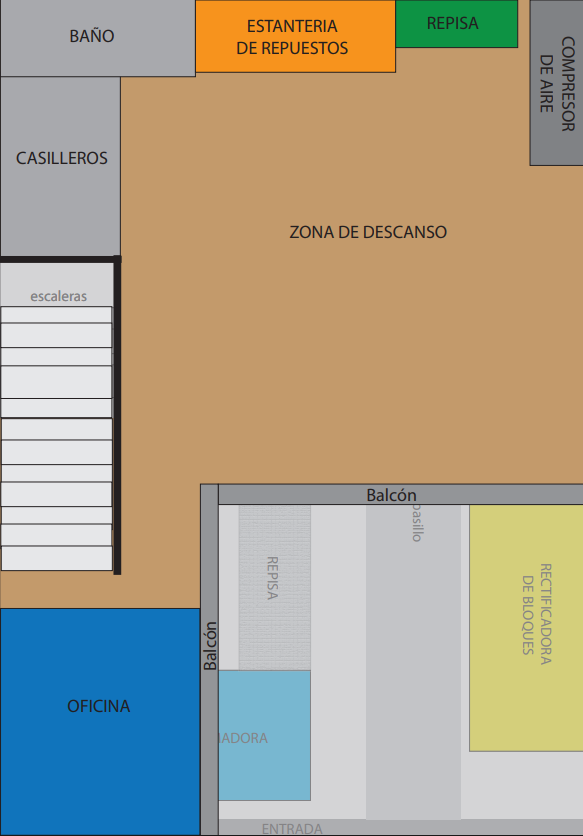 BAÑO
ESTANTERIA
DE REPUESTOS
REPISA
COMPRESOR
DE AIRE
CASILLEROS
ZONA DE DESCANSO
escaleras
Balcón
pasillo
REPISA
RECTIFICADORA
DE BLOQUES
Balcón
OFICINA
ENTRADA